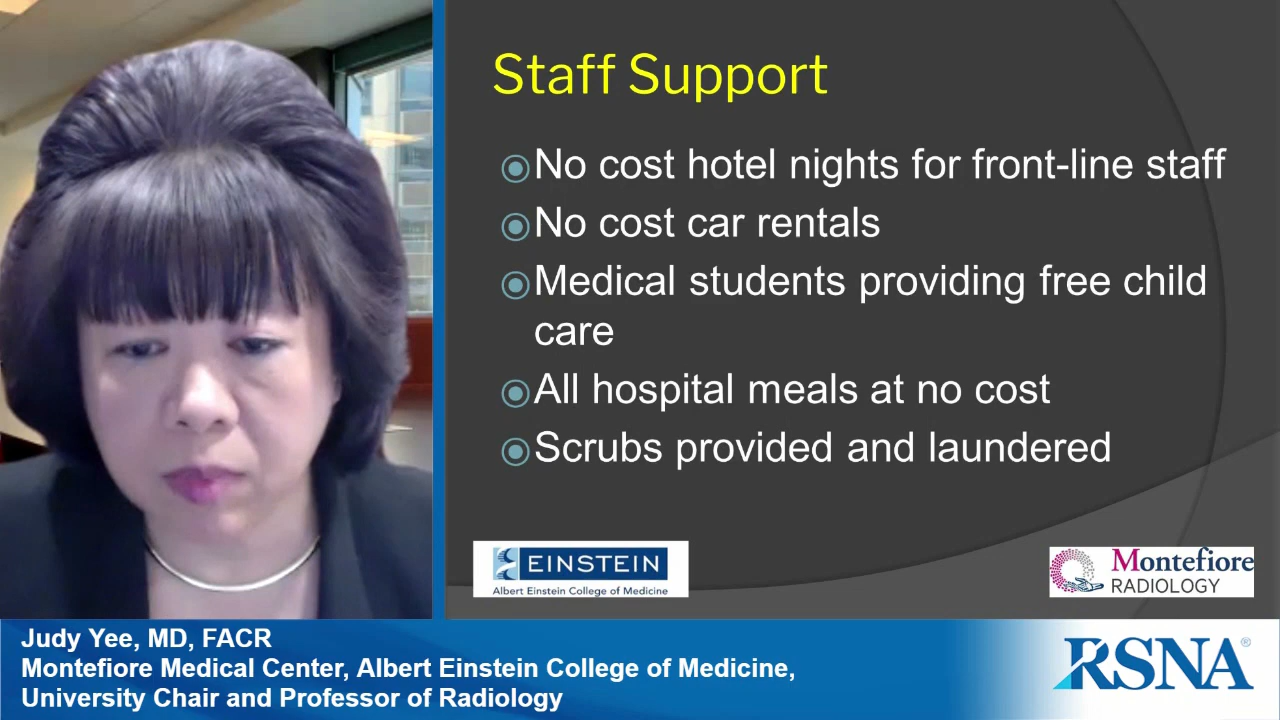 Staff Support
No cost hotel nights for front-line staff
No cost car rentals
Medical students providing free child
care
All hospital meals at no cost
Scrubs provided and laundered
EINSTEIN
Albert Einstein College of Medicine
Montefiore
RADIOLOGY
Judy Yee, MD, FACR
Montefiore Medical Center, Albert Einstein College of Medicine,
University Chair and Professor of Radiology
RSNA®